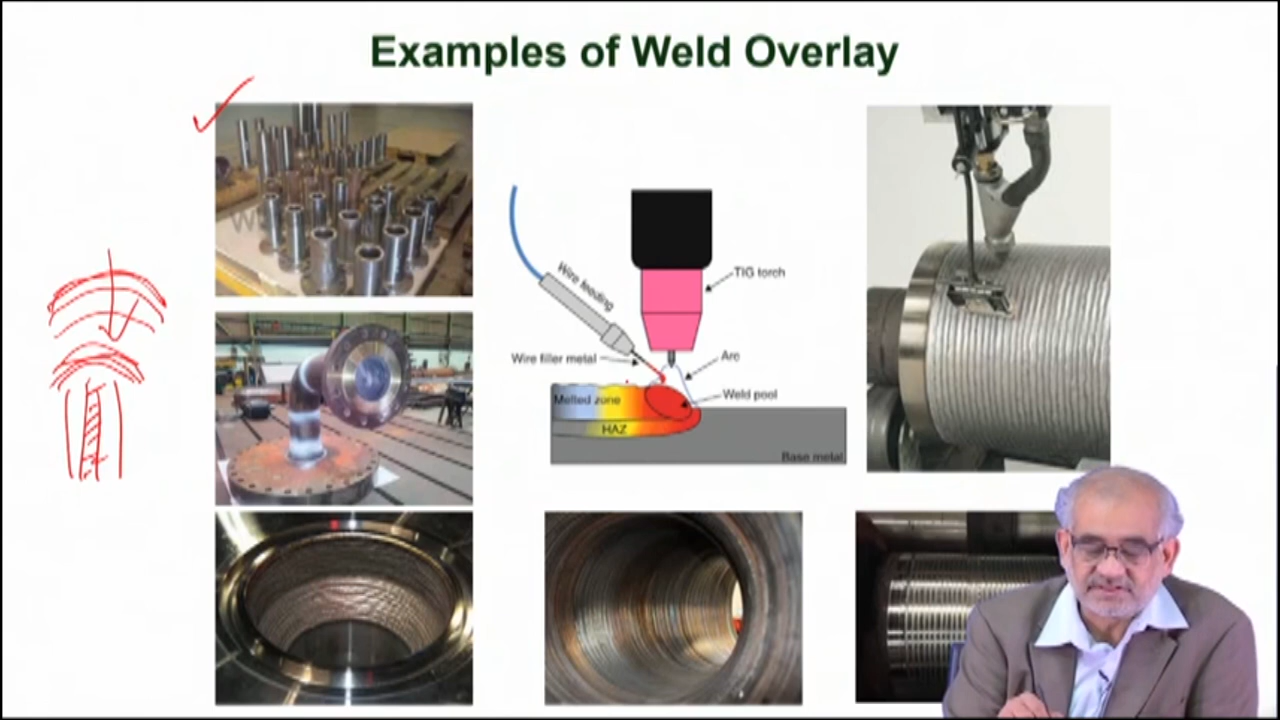 Examples of Weld Overlay
Wire feeding
TIG torch
Wire filler metal
Arc
Weld pool
Melted zone
HAZ
Base metal